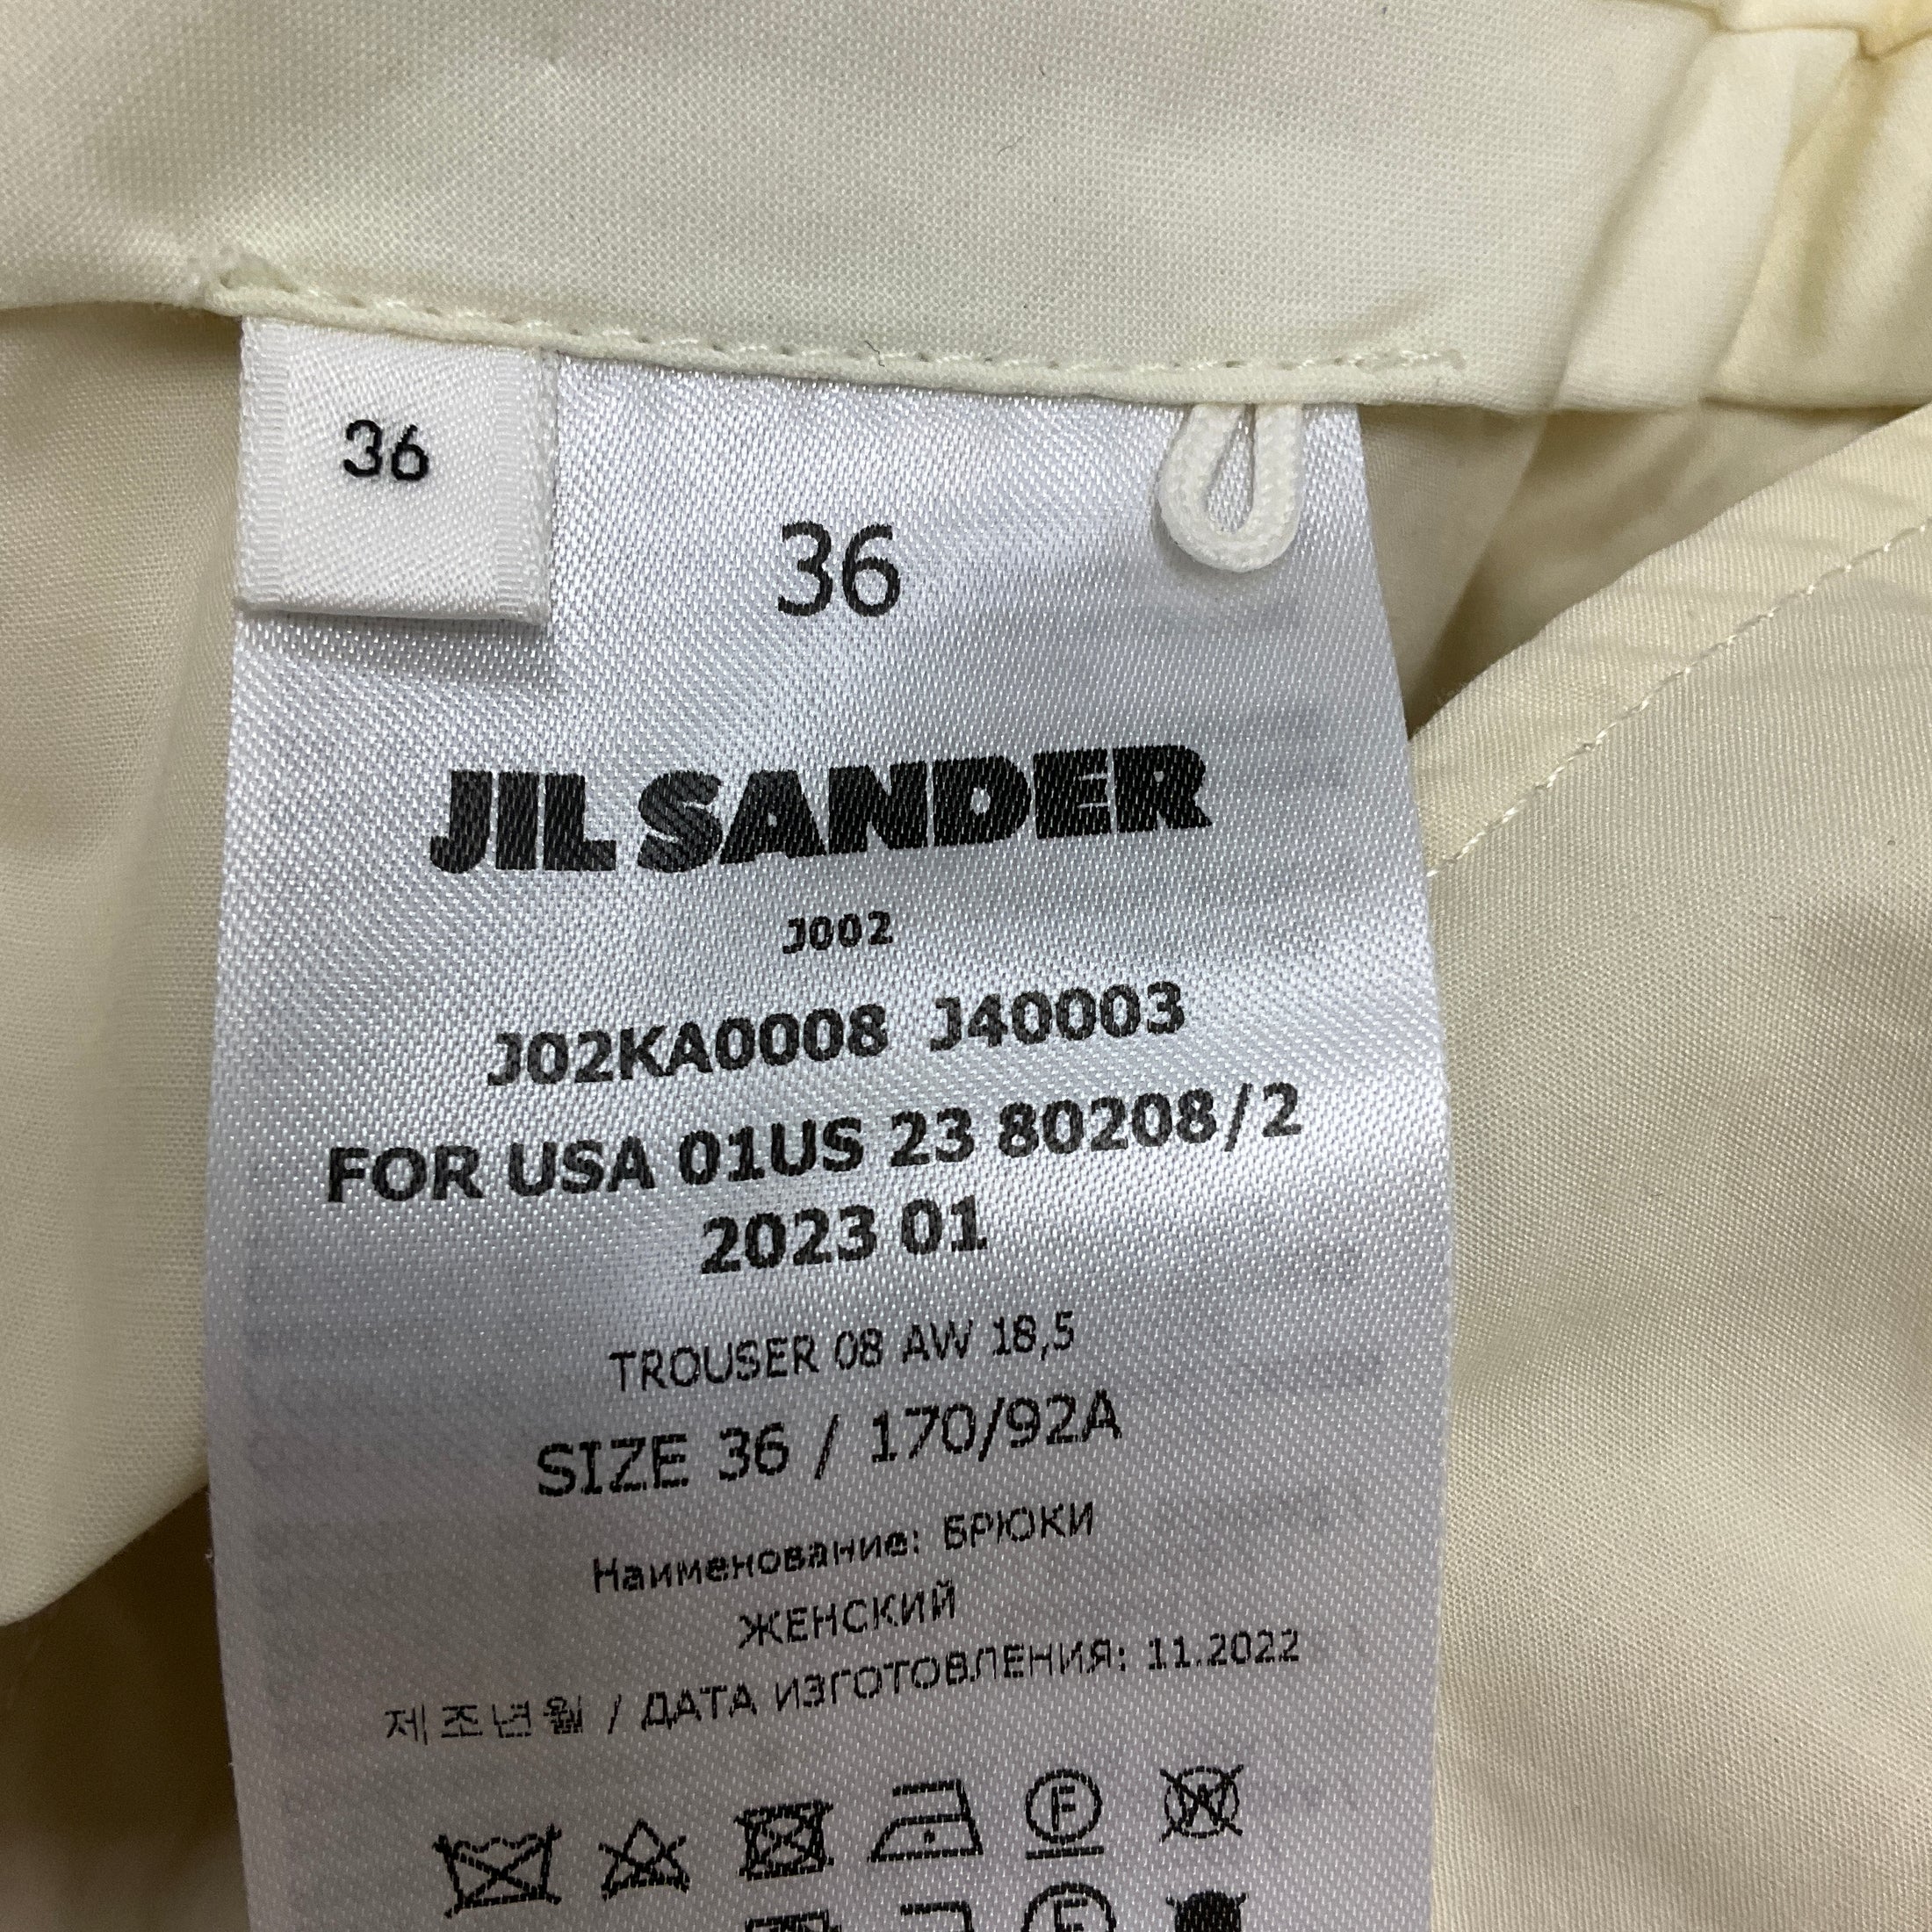 36
36
JIL SANDER
J002
J02KA0008 J40003
FOR USA 01US 23 80208/2
2023 01
TROUSER 08 AW 18,5
SIZE 36 / 170/92A
Наименование: БРЮКИ
ЖЕНСКИЙ
제조년월 / ДАТА ИЗГОТОВЛЕНИЯ: 11.2022
F
W
F